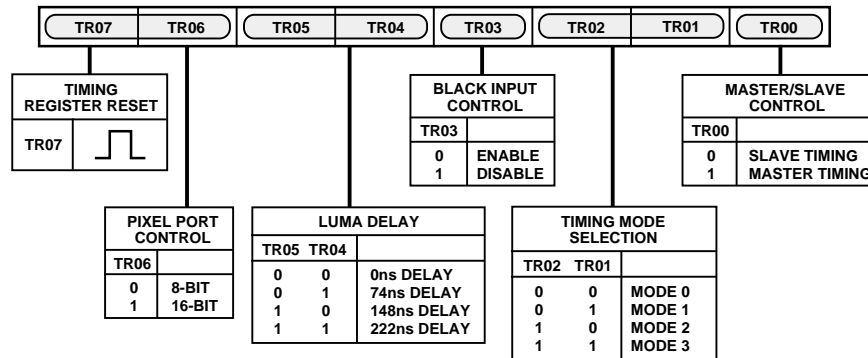 TR07 TR06 TR05 TR04 TR03 TR02 TR01 TR00
TIMING
REGISTER RESET
TR07
BLACK INPUT
CONTROL
TR03
0 ENABLE
1 DISABLE
MASTER/SLAVE
CONTROL
TR00
0 SLAVE TIMING
1 MASTER TIMING
PIXEL PORT
CONTROL
TR06
0 8-BIT
1 16-BIT
LUMA DELAY
TR05 TR04
0 0 0ns DELAY
0 1 74ns DELAY
1 0 148ns DELAY
1 1 222ns DELAY
TIMING MODE
SELECTION
TR02 TR01
0 0 MODE 0
0 1 MODE 1
1 0 MODE 2
1 1 MODE 3